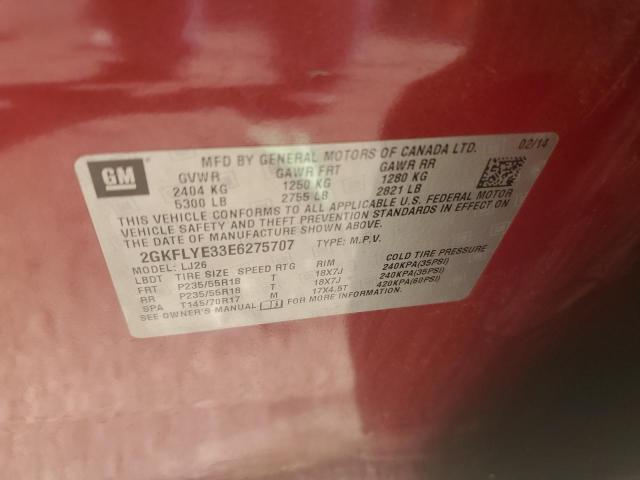 MFD BY GENERAL MOTORS OF CANADA LTD. 02/14
GM
GVWR GAWR FRT GAWR RR
2404 KG 1250 KG 1280 KG
5300 LB 2755 LB 2821 LB
THIS VEHICLE CONFORMS TO ALL APPLICABLE U.S. FEDERAL MOTOR
VEHICLE SAFETY AND THEFT PREVENTION STANDARDS IN EFFECT ON
THE DATE OF MANUFACTURE SHOWN ABOVE.
2GKFLYE33E6275707 TYPE: M.P.V.
MODEL: LJ26
LBDT TIRE SIZE SPEED RTG RIM COLD TIRE PRESSURE
FRT P235/55R18 T 18X7J 240KPA(35PSI)
RR P235/55R18 T 18X7J 240KPA(35PSI)
SPA T145/70R17 M 17X4.5T 420KPA(60PSI)
SEE OWNER'S MANUAL